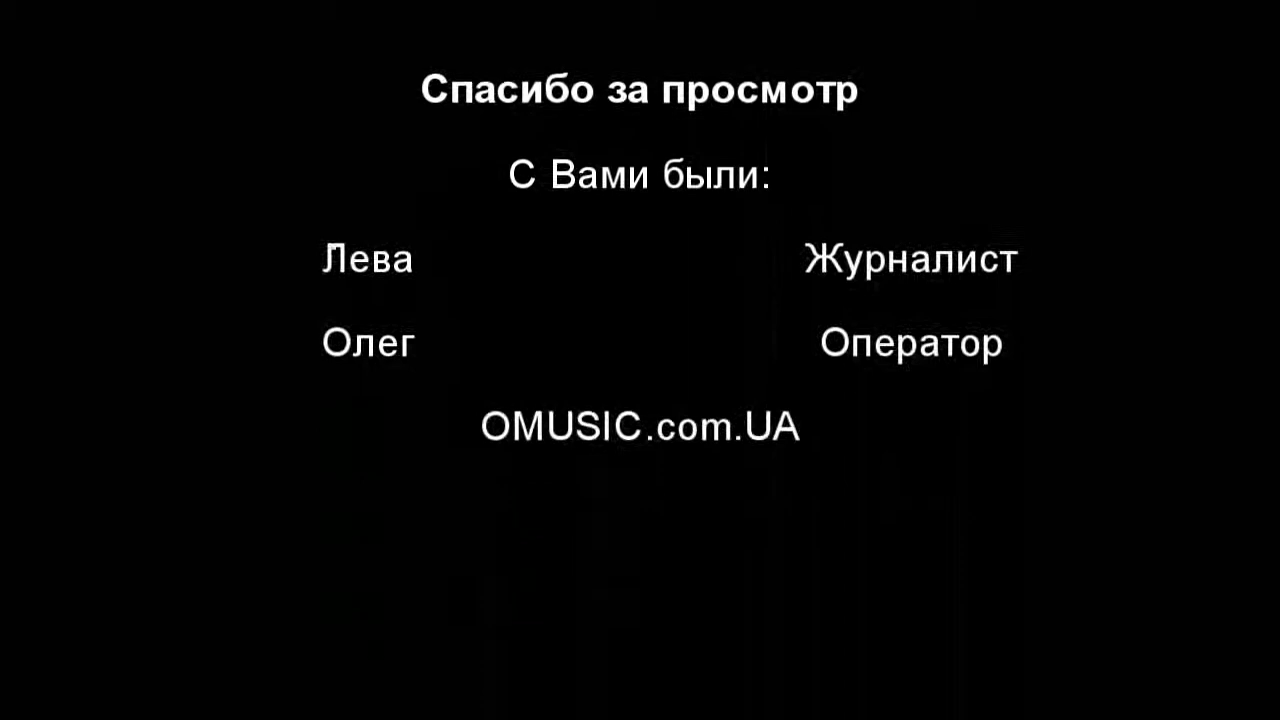 Спасибо за просмотр
С Вами были:
Лева Журналист
Олег Оператор
OMUSIC.com.UA